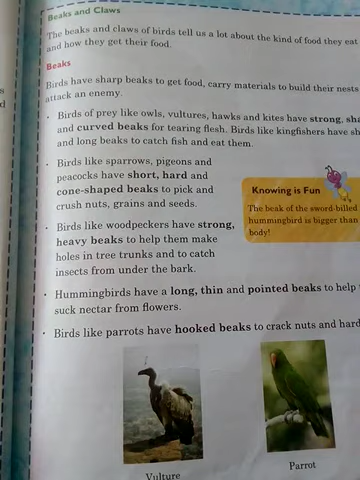 Beaks and Claws
The beaks and claws of birds tell us a lot about the kind of food they eat
and how they get their food.
Beaks
Birds have sharp beaks to get food, carry materials to build their nests
attack an enemy.
• Birds of prey like owls, vultures, hawks and kites have strong,
and curved beaks for tearing flesh. Birds like kingfishers have
and long beaks to catch fish and eat them.
• Birds like sparrows, pigeons and
peacocks have short, hard and
cone-shaped beaks to pick and
crush nuts, grains and seeds.
Knowing is Fun
The beak of the sword-billed
hummingbird is bigger than
body!
• Birds like woodpeckers have strong,
heavy beaks to help them make
holes in tree trunks and to catch
insects from under the bark.
• Hummingbirds have a long, thin and pointed beaks to help
suck nectar from flowers.
• Birds like parrots have hooked beaks to crack nuts and hard
Vulture
Parrot